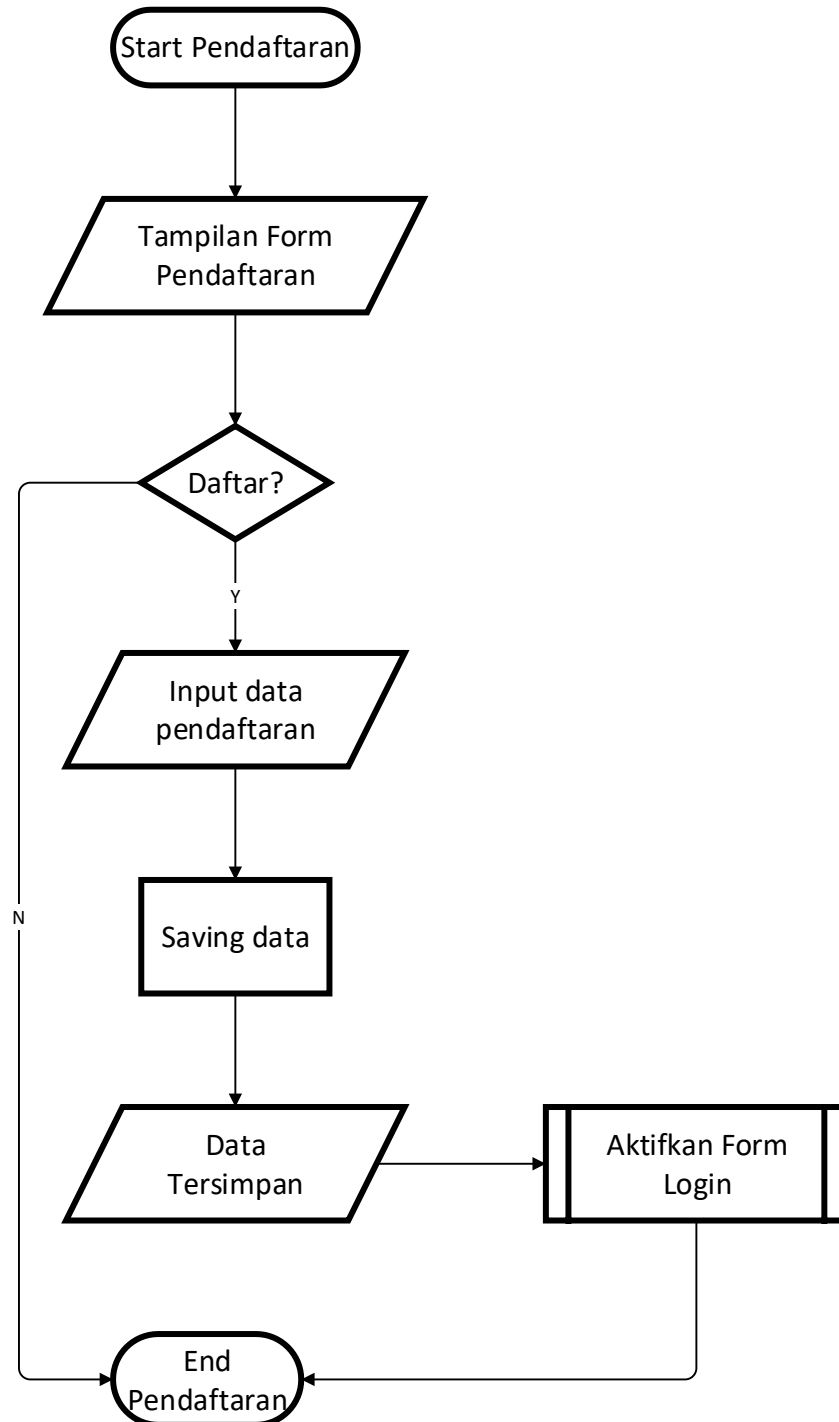 Start Pendaftaran
Tampilan Form
Pendaftaran
Daftar?
Y
Input data
pendaftaran
N
Saving data
Data
Tersimpan
Aktifkan Form
Login
End
Pendaftaran